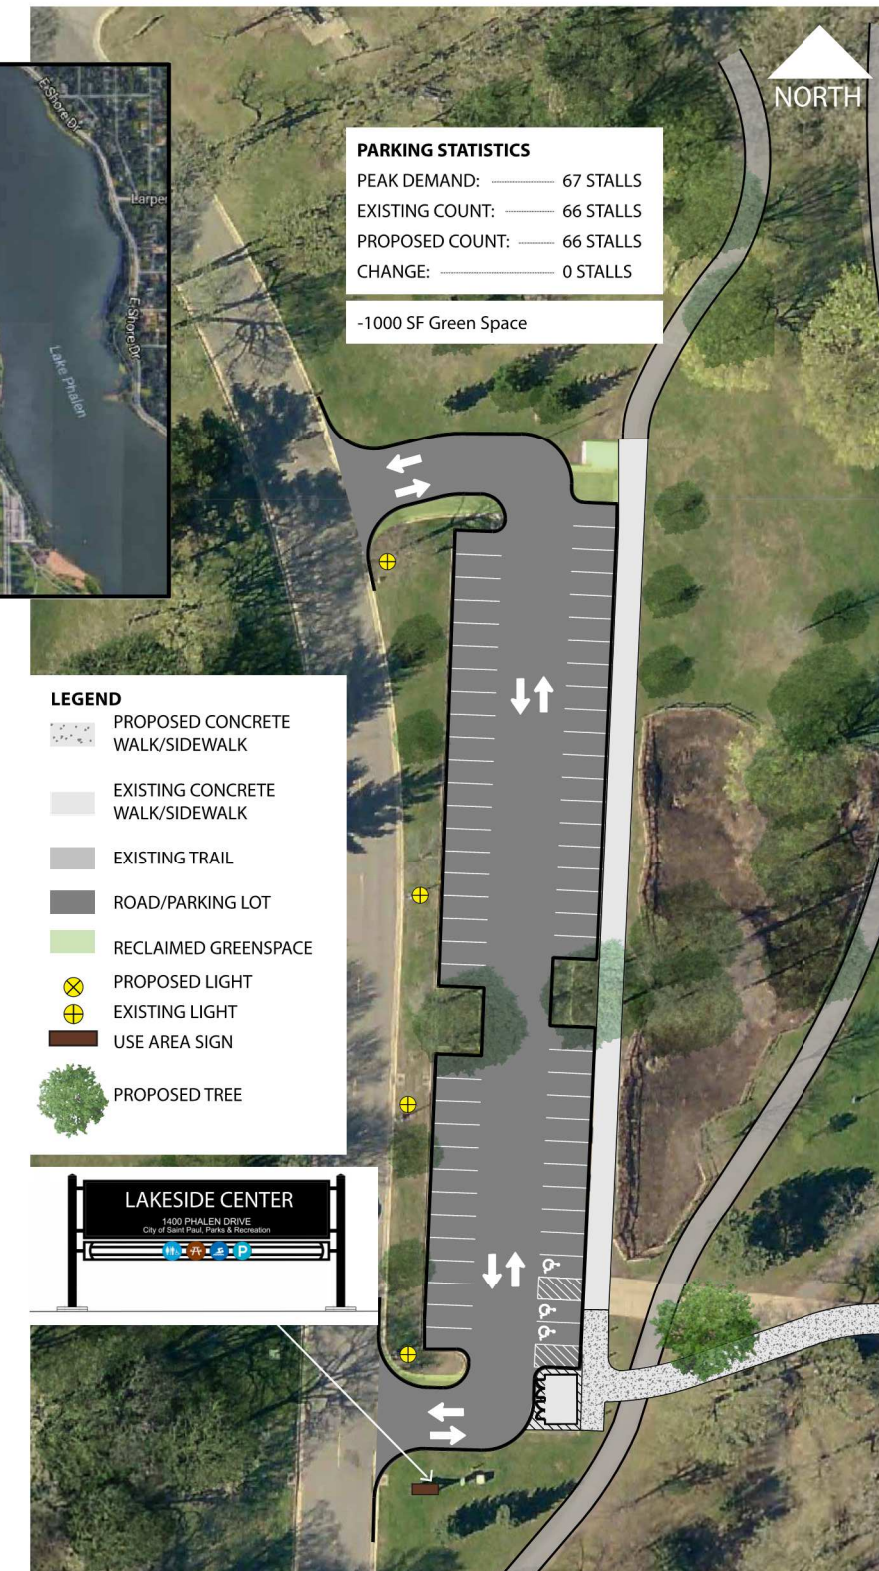 NORTH
E Shore Dr
Larpen
E Shore Dr
Lake Phalen
PARKING STATISTICS
PEAK DEMAND: 67 STALLS
EXISTING COUNT: 66 STALLS
PROPOSED COUNT: 66 STALLS
CHANGE: 0 STALLS
-1000 SF Green Space
LEGEND
PROPOSED CONCRETE
WALK/SIDEWALK
EXISTING CONCRETE
WALK/SIDEWALK
EXISTING TRAIL
ROAD/PARKING LOT
RECLAIMED GREENSPACE
PROPOSED LIGHT
EXISTING LIGHT
USE AREA SIGN
PROPOSED TREE
LAKESIDE CENTER
1400 PHALEN DRIVE
City of Saint Paul, Parks & Recreation
P